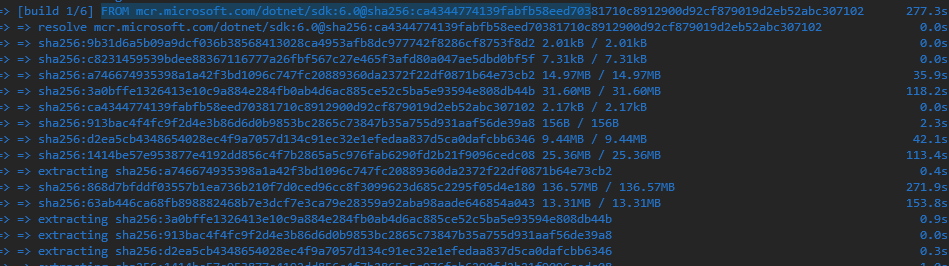 => [build 1/6] FROM mcr.microsoft.com/dotnet/sdk:6.0@sha256:ca4344774139fabfb58eed70381710c8912900d92cf879019d2eb52abc307102 277.3s
=> => resolve mcr.microsoft.com/dotnet/sdk:6.0@sha256:ca4344774139fabfb58eed70381710c8912900d92cf879019d2eb52abc307102 0.0s
=> => sha256:9b31d6a5b09a9dcf036b38568413028ca4953afb8dc977742f8286cf8753f8d2 2.01kB / 2.01kB 0.0s
=> => sha256:c8231459539bdee88367116777a26fbf567c27e465f3afd80a047ae5dbd0bf5f 7.31kB / 7.31kB 0.0s
=> => sha256:a746674935398a1a42f3bd1096c747fc20889360da2372f22df0871b64e73cb2 14.97MB / 14.97MB 35.9s
=> => sha256:3a0bffe1326413e10c9a884e284fb0ab4d6ac885ce52c5ba5e93594e808db44b 31.60MB / 31.60MB 118.2s
=> => sha256:ca4344774139fabfb58eed70381710c8912900d92cf879019d2eb52abc307102 2.17kB / 2.17kB 0.0s
=> => sha256:913bac4f4fc9f2d4e3b86d6d0b9853bc2865c73847b35a755d931aaf56de39a8 156B / 156B 2.3s
=> => sha256:d2ea5cb4348654028ec4f9a7057d134c91ec32e1efedaa837d5ca0dafcbb6346 9.44MB / 9.44MB 42.1s
=> => sha256:1414be57e953877e4192dd856c4f7b2865a5c976fab6290fd2b21f9096cedc08 25.36MB / 25.36MB 113.4s
=> => extracting sha256:a746674935398a1a42f3bd1096c747fc20889360da2372f22df0871b64e73cb2 0.4s
=> => sha256:868d7bfddf03557b1ea736b210f7d0ced96cc8f3099623d685c2295f05d4e180 136.57MB / 136.57MB 271.9s
=> => sha256:63ab446ca68fb898882468b7e3dcf7e3ca79e28359a92aba98aade646854a043 13.31MB / 13.31MB 153.8s
=> => extracting sha256:3a0bffe1326413e10c9a884e284fb0ab4d6ac885ce52c5ba5e93594e808db44b 0.9s
=> => extracting sha256:913bac4f4fc9f2d4e3b86d6d0b9853bc2865c73847b35a755d931aaf56de39a8 0.0s
=> => extracting sha256:d2ea5cb4348654028ec4f9a7057d134c91ec32e1efedaa837d5ca0dafcbb6346 0.3s